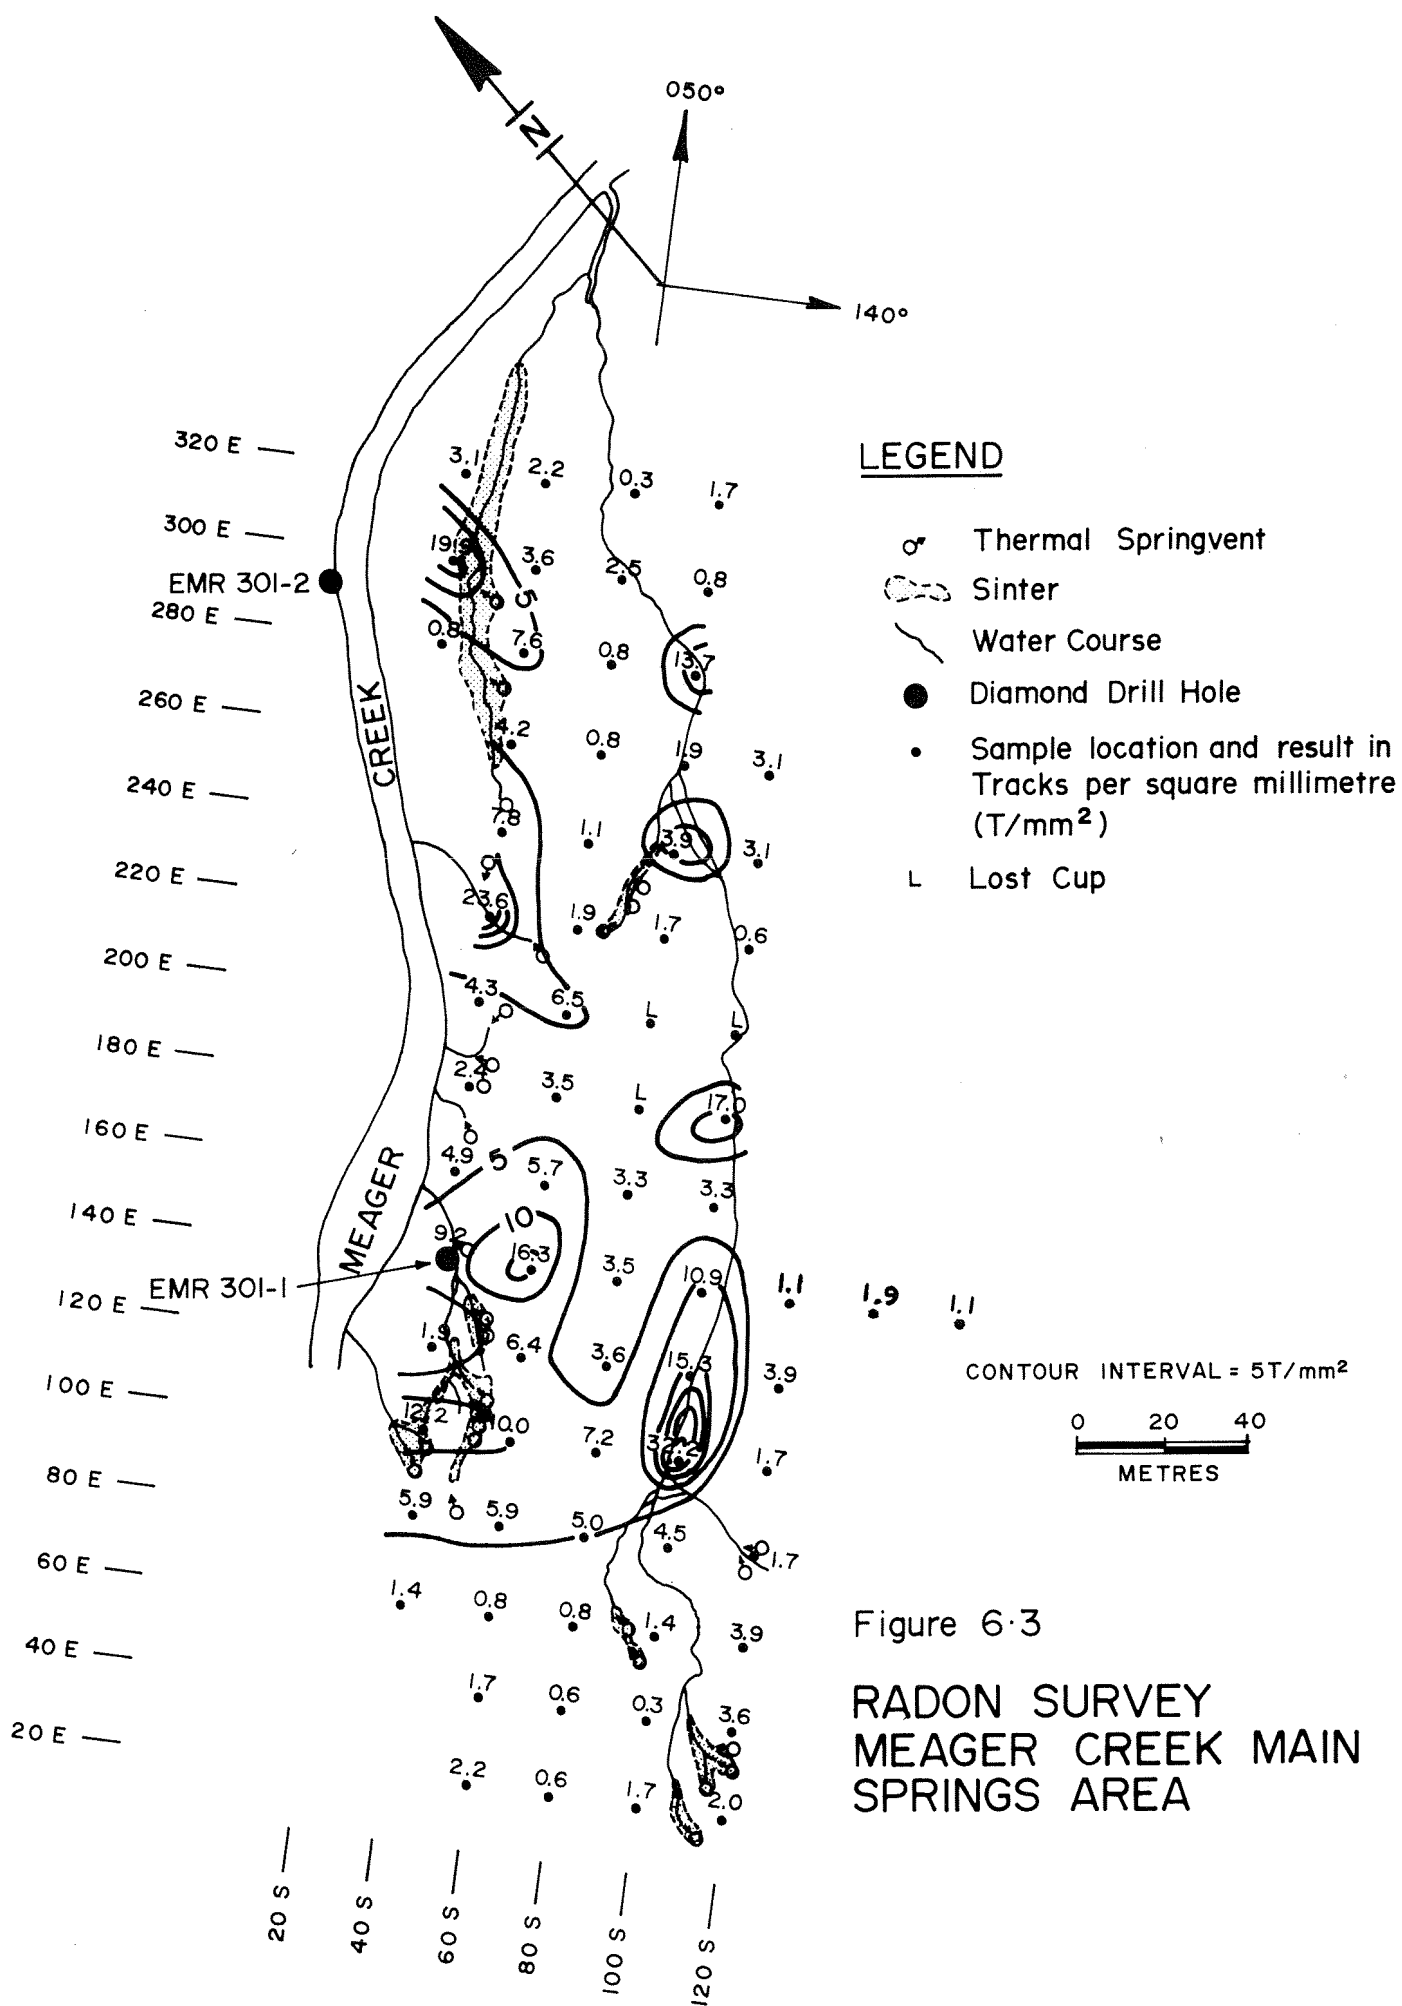 N
050°
140°
320 E
3.1
2.2
0.3
1.7
LEGEND
300 E
3.6
2.5
0.8
Thermal Springvent
EMR 301-2
Sinter
5
280 E
0.8
7.6
0.8
13.7
Water Course
260 E
Diamond Drill Hole
CREEK
4.2
0.8
1.9
3.1
Sample location and result in
Tracks per square millimetre
(T/mm²)
240 E
7.8
1.1
3.1
220 E
L Lost Cup
23.6
1.9
1.7
0.6
200 E
4.3
6.5
L
L
180 E
2.4
3.5
L
17.0
160 E
4.9
5
5.7
3.3
3.3
MEAGER
140 E
9.2
10
16.3
3.5
10.9
1.1
1.9
1.1
EMR 301-1
120 E
1.9
6.4
3.6
15.3
3.9
CONTOUR INTERVAL = 5T/mm²
100 E
12.2
10.0
7.2
1.7
0 20 40
METRES
80 E
5.9
5.9
5.0
4.5
1.7
60 E
1.4
0.8
0.8
1.4
3.9
Figure 6·3
40 E
1.7
0.6
0.3
3.6
RADON SURVEY
MEAGER CREEK MAIN
SPRINGS AREA
20 E
2.2
0.6
1.7
2.0
20 S
40 S
60 S
80 S
100 S
120 S